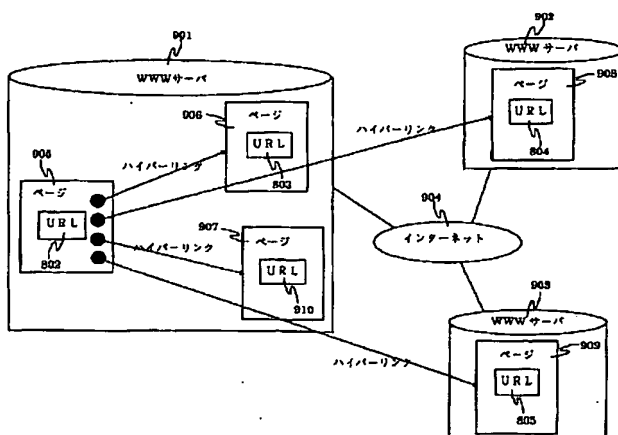 901
WWWサーバ
902
WWWサーバ
906
ページ
URL
803
908
ページ
URL
804
ハイパーリンク
ハイパーリンク
905
ページ
URL
802
904
インターネット
907
ページ
URL
910
ハイパーリンク
903
WWWサーバ
909
ページ
URL
805
ハイパーリンク